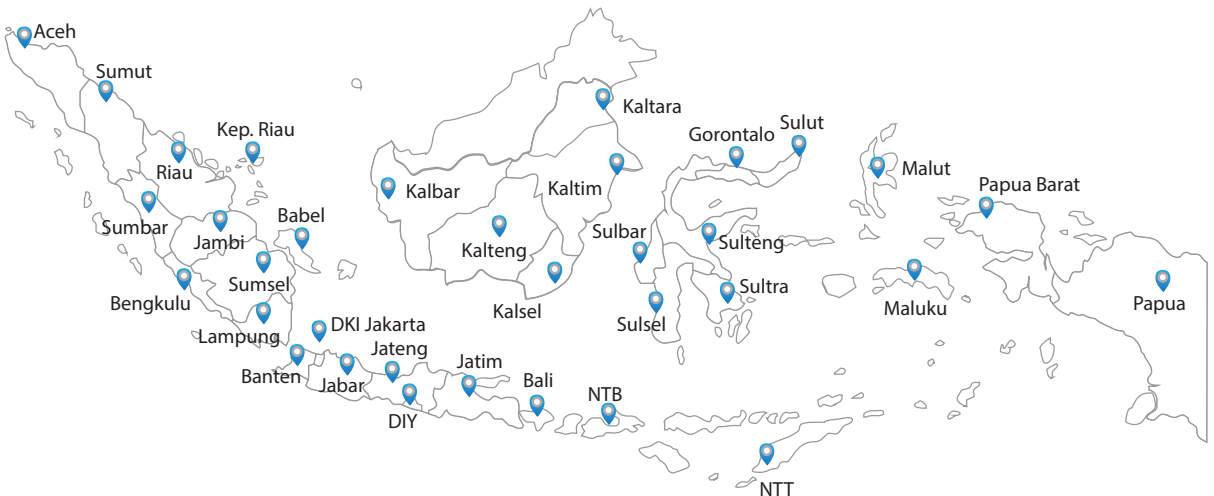 Aceh
Sumut
Kep. Riau
Riau
Sumbar
Jambi
Babel
Bengkulu
Sumsel
Lampung
DKI Jakarta
Banten
Jabar
Jateng
DIY
Jatim
Bali
NTB
NTT
Kalbar
Kalteng
Kalsel
Kaltim
Kaltara
Gorontalo
Sulut
Sulbar
Sulteng
Sulsel
Sultra
Malut
Maluku
Papua Barat
Papua